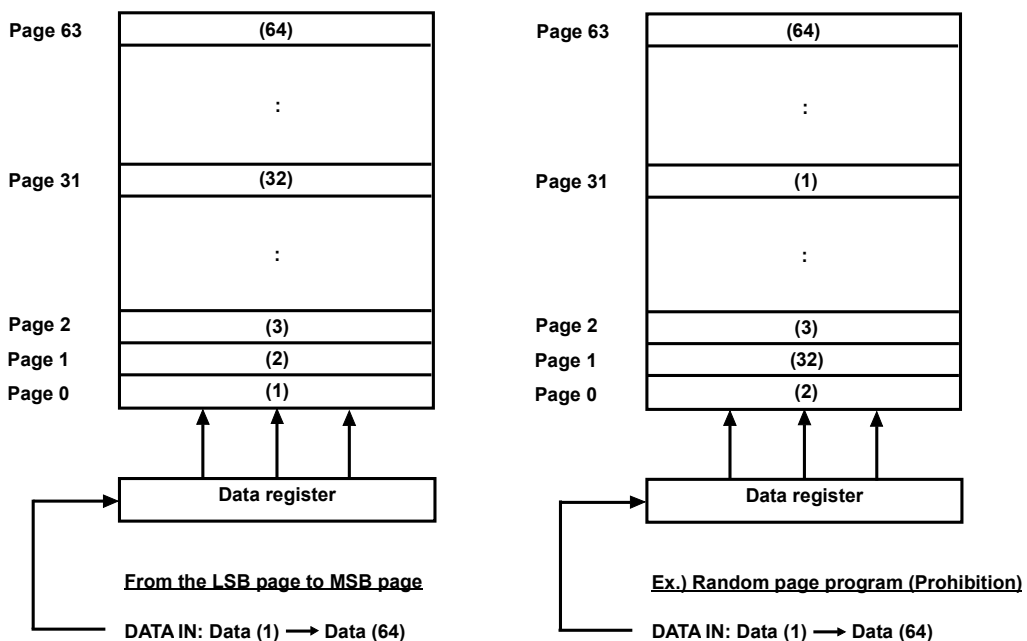 Page 63 (64)
:
Page 31 (32)
:
Page 2 (3)
Page 1 (2)
Page 0 (1)
Data register
From the LSB page to MSB page
DATA IN: Data (1) → Data (64)
Page 63 (64)
:
Page 31 (1)
:
Page 2 (3)
Page 1 (32)
Page 0 (2)
Data register
Ex.) Random page program (Prohibition)
DATA IN: Data (1) → Data (64)